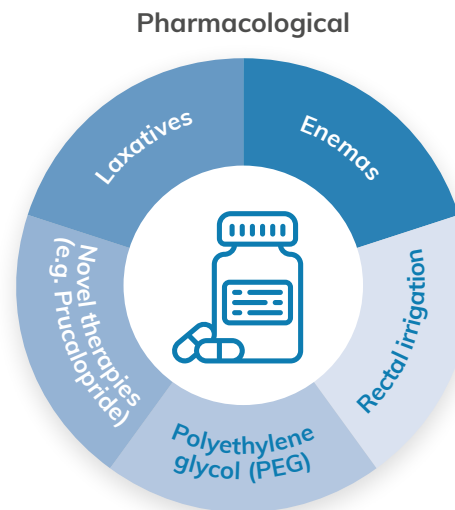 Pharmacological
Enemas
Rectal irrigation
Polyethylene
glycol (PEG)
Novel therapies
(e.g. Prucalopride)
Laxatives